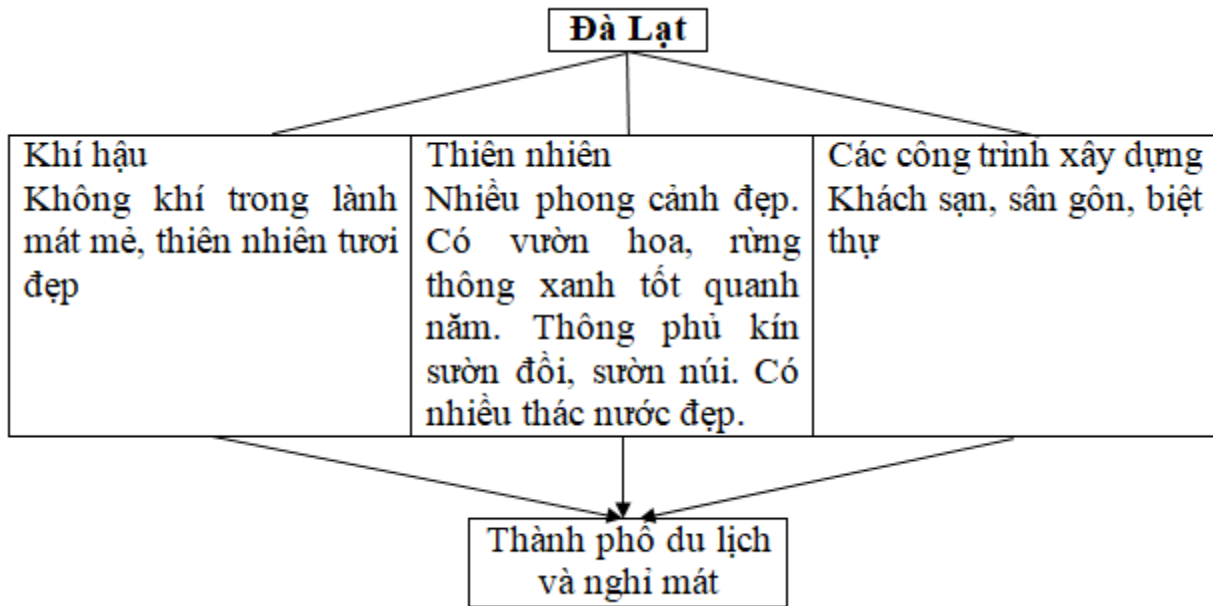 Đà Lạt
Khí hậu
Không khí trong lành
mát mẻ, thiên nhiên tươi
đẹp
Thiên nhiên
Nhiều phong cảnh đẹp.
Có vườn hoa, rừng
thông xanh tốt quanh
năm. Thông phủ kín
sườn đồi, sườn núi. Có
nhiều thác nước đẹp.
Các công trình xây dựng
Khách sạn, sân gôn, biệt
thự
Thành phố du lịch
và nghỉ mát